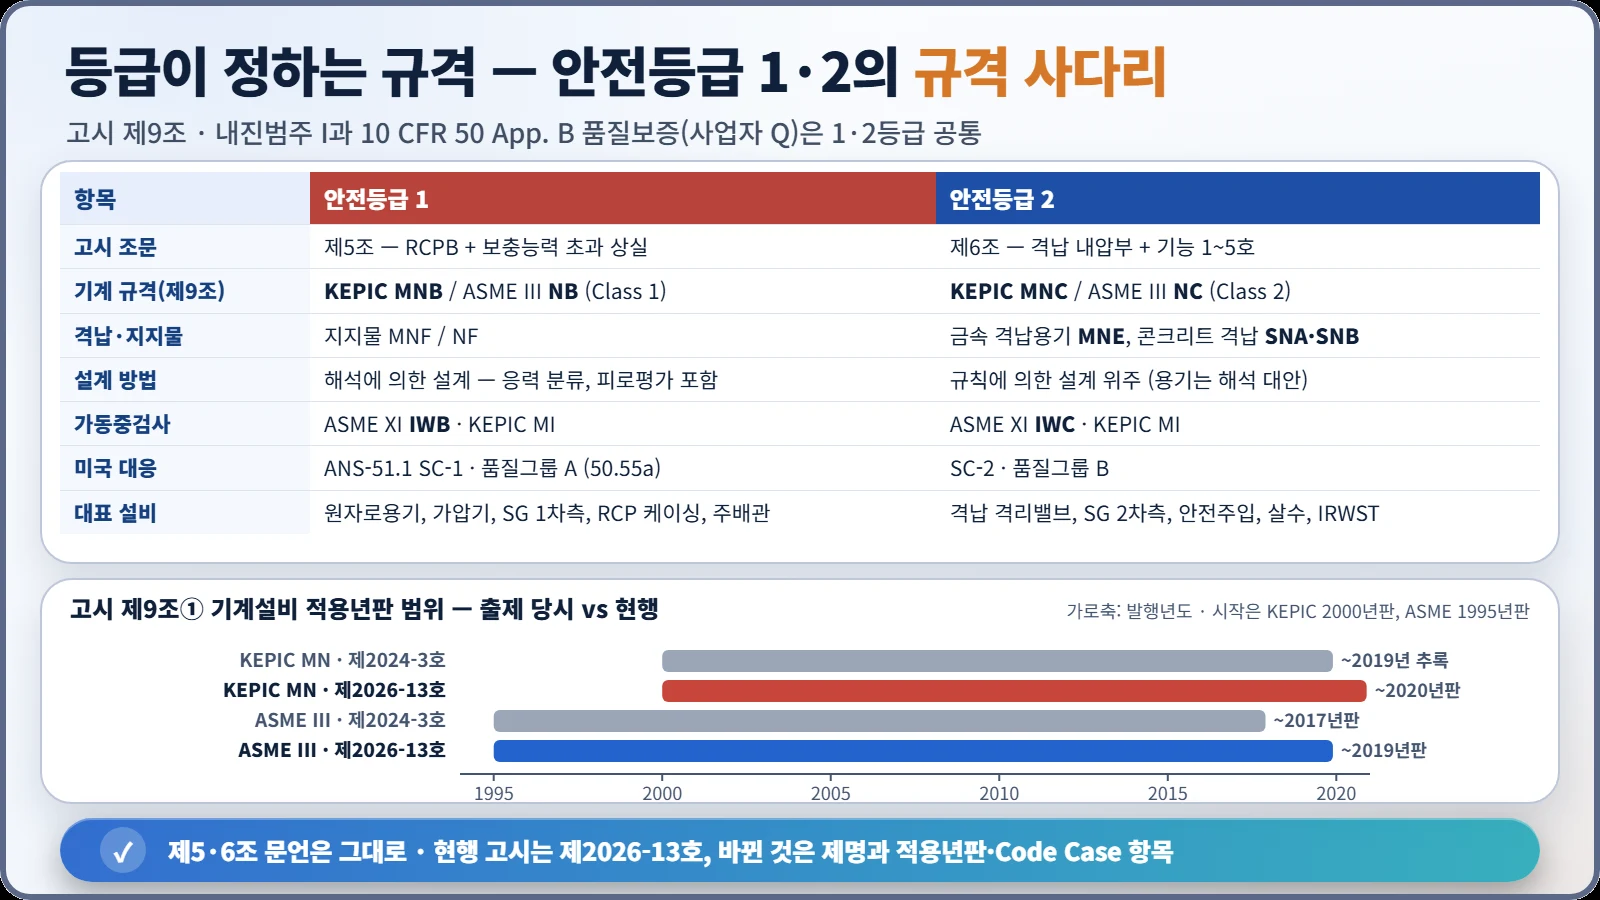 등급이 정하는 규격 — 안전등급 1·2의 규격 사다리
고시 제9조 · 내진범주 I과 10 CFR 50 App. B 품질보증(사업자 Q)은 1·2등급 공통
항목 안전등급 1 안전등급 2
고시 조문 제5조 — RCPB + 보충능력 초과 상실 제6조 — 격납 내압부 + 기능 1~5호
기계 규격(제9조) KEPIC MNB / ASME III NB (Class 1) KEPIC MNC / ASME III NC (Class 2)
격납·지지물 지지물 MNF / NF 금속 격납용기 MNE, 콘크리트 격납 SNA·SNB
설계 방법 해석에 의한 설계 — 응력 분류, 피로평가 포함 규칙에 의한 설계 위주 (용기는 해석 대안)
가동중검사 ASME XI IWB · KEPIC MI ASME XI IWC · KEPIC MI
미국 대응 ANS-51.1 SC-1 · 품질그룹 A (50.55a) SC-2 · 품질그룹 B
대표 설비 원자로용기, 가압기, SG 1차측, RCP 케이싱, 주배관 격납 격리밸브, SG 2차측, 안전주입, 살수, IRWST
고시 제9조① 기계설비 적용년판 범위 — 출제 당시 vs 현행 가로축: 발행년도 · 시작은 KEPIC 2000년판, ASME 1995년판
KEPIC MN · 제2024-3호 ~2019년 추록
KEPIC MN · 제2026-13호 ~2020년판
ASME III · 제2024-3호 ~2017년판
ASME III · 제2026-13호 ~2019년판
1995 2000 2005 2010 2015 2020
✓ 제5·6조 문언은 그대로 · 현행 고시는 제2026-13호, 바뀐 것은 제명과 적용년판·Code Case 항목